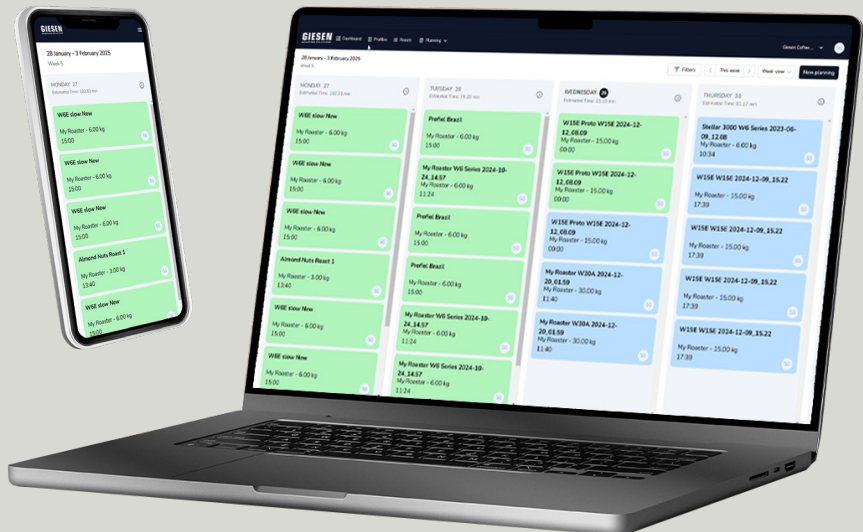 GIESEN
28 January - 3 February 2025
Week 5
MONDAY 27
W6E slow New
My Roaster - 6.00 kg
15:00
W6E slow New
My Roaster - 6.00 kg
15:00
W6E slow New
My Roaster - 6.00 kg
15:00
Almond Nuts Roast 1
My Roaster - 3.00 kg
13:40
W6E slow New
My Roaster - 6.00 kg
15:00
GIESEN
Dashboard Profiles Roasts Planning
Giesen Coffee ...
28 January - 3 February 2025
Week 5
Filters This week Week view New planning
MONDAY 27
W6E slow New
My Roaster - 6.00 kg
15:00
W6E slow New
My Roaster - 6.00 kg
15:00
W6E slow New
My Roaster - 6.00 kg
15:00
Almond Nuts Roast 1
My Roaster - 3.00 kg
13:40
W6E slow New
My Roaster - 6.00 kg
15:00
W6E slow New
My Roaster - 6.00 kg
15:00
TUESDAY 28
Profiel Brazil
My Roaster - 6.00 kg
15:00
My Roaster W6 Series 2024-10-
24_14.57
My Roaster - 6.00 kg
11:24
Profiel Brazil
My Roaster - 6.00 kg
15:00
Profiel Brazil
My Roaster - 6.00 kg
15:00
My Roaster W6 Series 2024-10-
24_14.57
My Roaster - 6.00 kg
11:24
My Roaster W6 Series 2024-10-
24_14.57
My Roaster - 6.00 kg
11:24
WEDNESDAY 29
W15E Proto W15E 2024-12-
12_08.09
My Roaster - 15.00 kg
00:00
W15E Proto W15E 2024-12-
12_08.09
My Roaster - 15.00 kg
00:00
W15E Proto W15E 2024-12-
12_08.09
My Roaster - 15.00 kg
00:00
My Roaster W30A 2024-12-
20_01.59
My Roaster - 30.00 kg
11:40
My Roaster W30A 2024-12-
20_01.59
My Roaster - 30.00 kg
11:40
THURSDAY 30
Stellar 3000 W6 Series 2023-06-
09_12.08
My Roaster - 6.00 kg
10:34
W15E W15E 2024-12-09_15.22
My Roaster - 15.00 kg
17:39
W15E W15E 2024-12-09_15.22
My Roaster - 15.00 kg
17:39
W15E W15E 2024-12-09_15.22
My Roaster - 15.00 kg
17:39
W15E W15E 2024-12-09_15.22
My Roaster - 15.00 kg
17:39